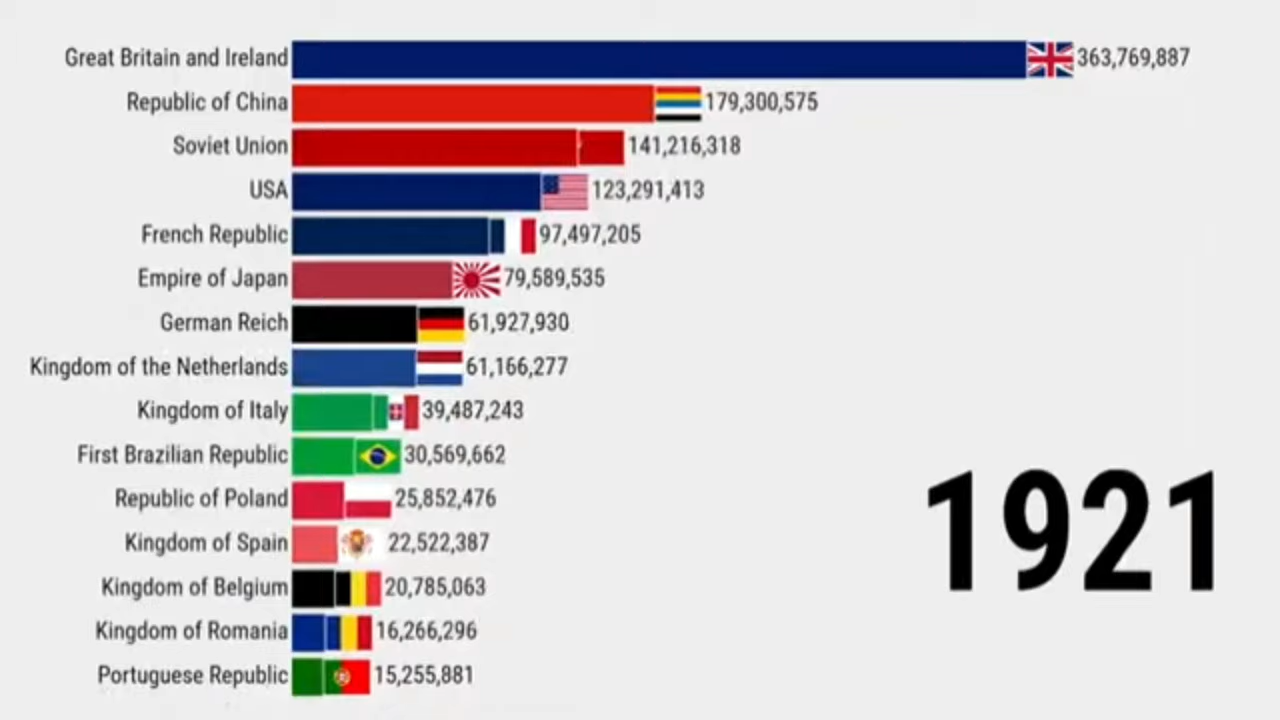 Great Britain and Ireland 363,769,887
Republic of China 179,300,575
Soviet Union 141,216,318
USA 123,291,413
French Republic 97,497,205
Empire of Japan 79,589,535
German Reich 61,927,930
Kingdom of the Netherlands 61,166,277
Kingdom of Italy 39,487,243
First Brazilian Republic 30,569,662
Republic of Poland 25,852,476
Kingdom of Spain 22,522,387
Kingdom of Belgium 20,785,063
Kingdom of Romania 16,266,296
Portuguese Republic 15,255,881
1921